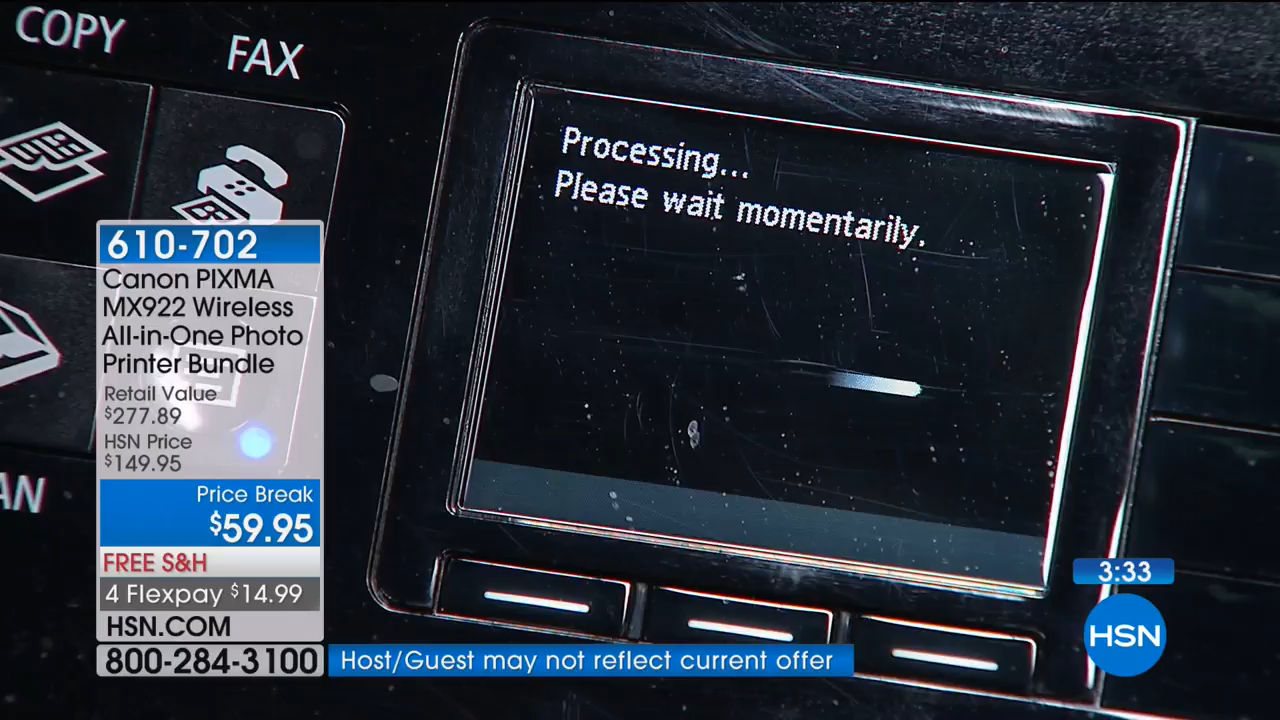 COPY
FAX
Processing...
Please wait momentarily.
AN
610-702
Canon PIXMA
MX922 Wireless
All-in-One Photo
Printer Bundle
Retail Value
$277.89
HSN Price
$149.95
Price Break
$59.95
FREE S&H
4 Flexpay $14.99
HSN.COM
800-284-3100
Host/Guest may not reflect current offer
3:33
HSN